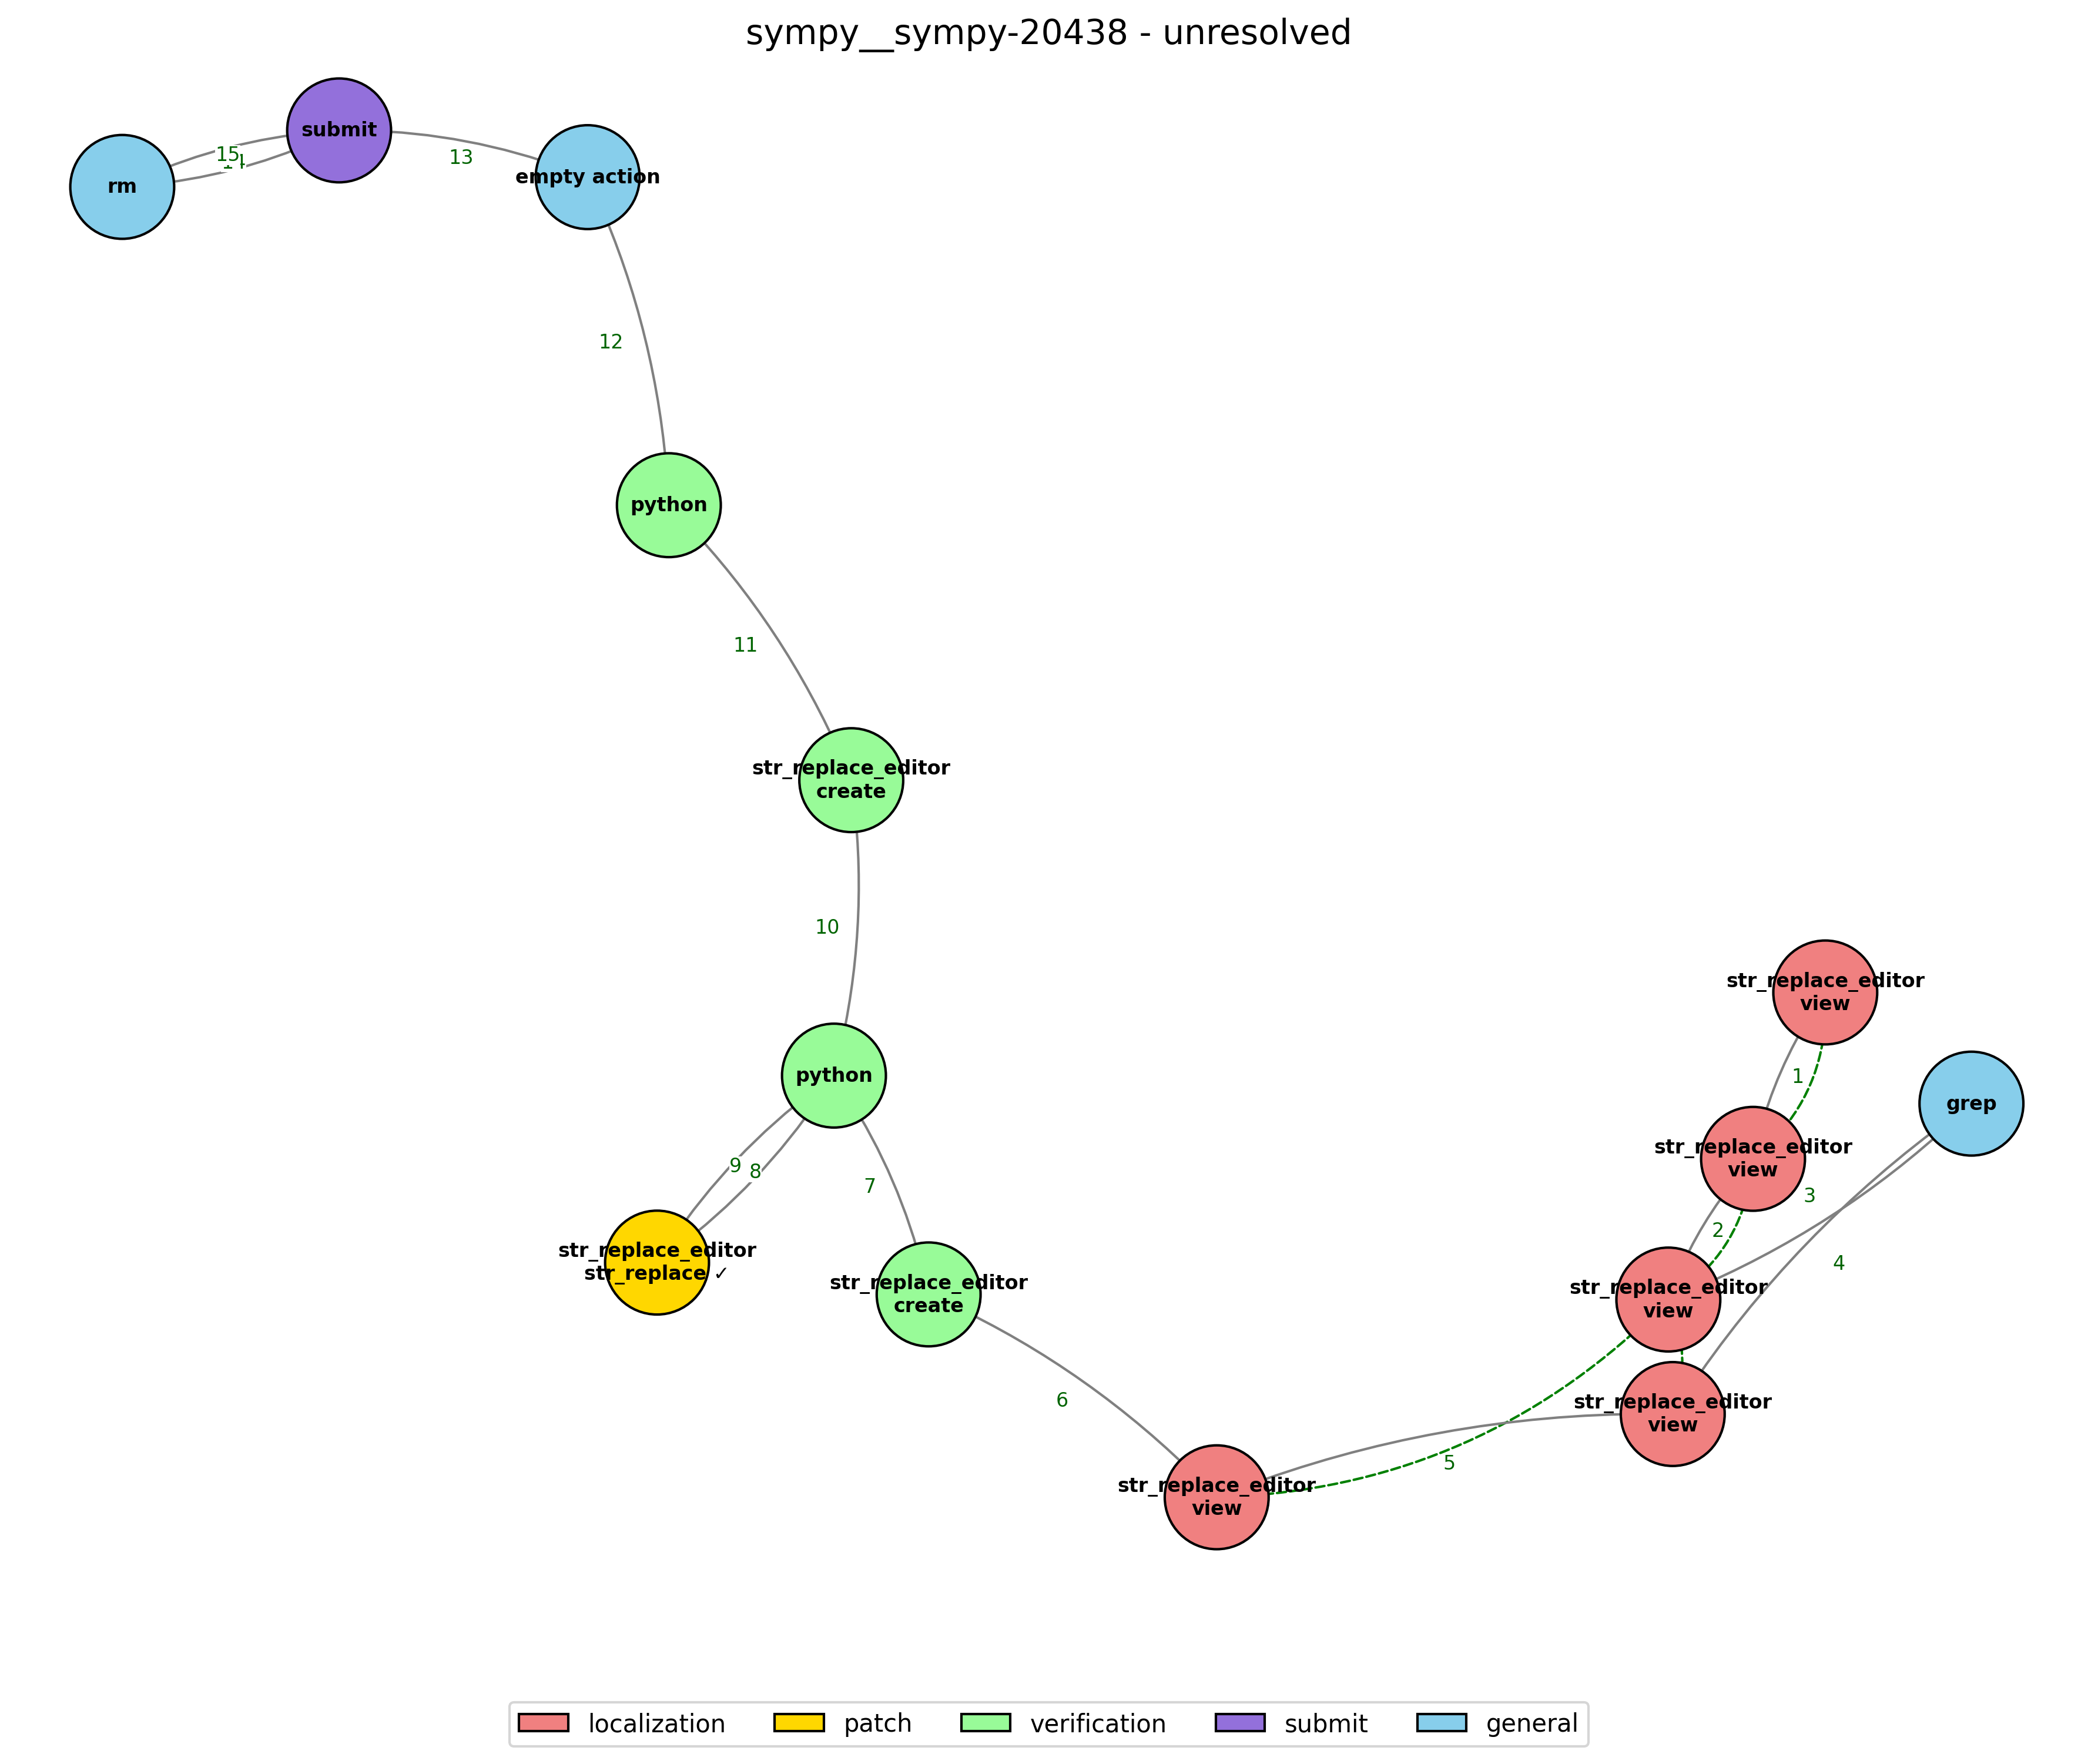 sympy__sympy-20438 - unresolved
submit
rm
empty action
15
13
12
python
11
str_replace_editor
create
10
str_replace_editor
view
python
1
grep
str_replace_editor
view
9
8
7
3
2
4
str_replace_editor
str_replace ✓
str_replace_editor
create
str_replace_editor
view
6
str_replace_editor
view
5
str_replace_editor
view
localization
patch
verification
submit
general